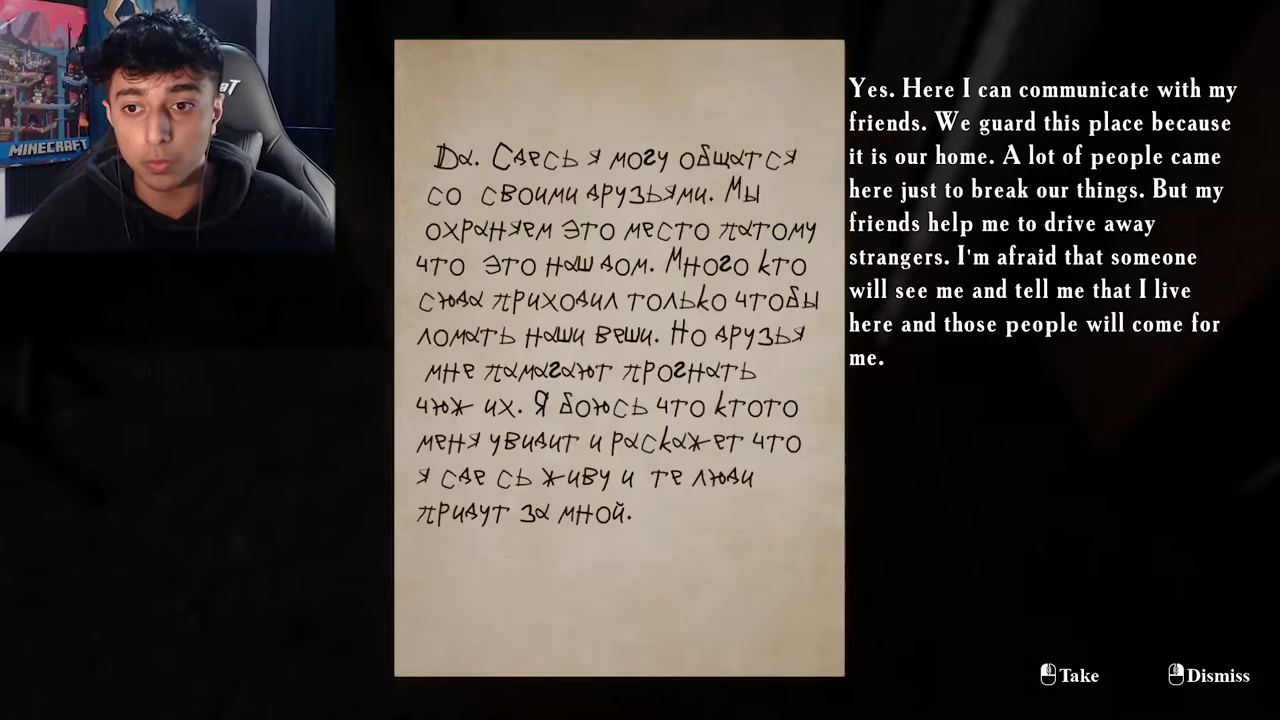 MINECRAFT
Да. Сдесь я могу общатся
со своими друзьями. Мы
охраняем это место патому
что это наш дом. Много кто
сюда приходил только чтобы
ломать наши веши. Но друзья
мне памагают прогнать
чюж их. Я боюсь что ктото
меня увидит и раскажет что
я сде сь живу и те люди
придут за мной.
Yes. Here I can communicate with my
friends. We guard this place because
it is our home. A lot of people came
here just to break our things. But my
friends help me to drive away
strangers. I'm afraid that someone
will see me and tell me that I live
here and those people will come for
me.
Take
Dismiss